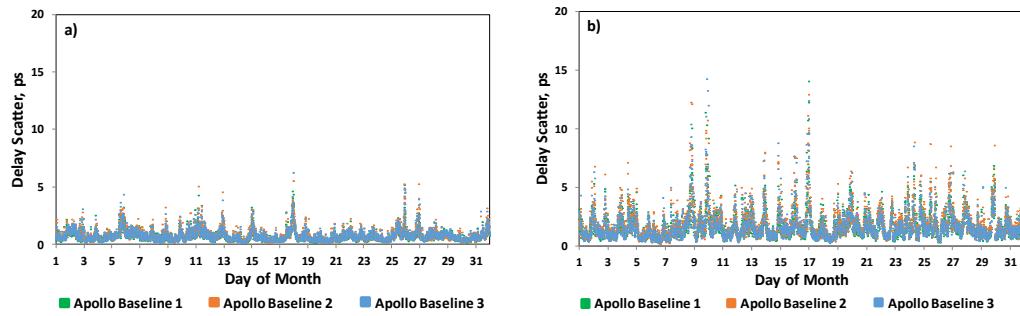 a)
20
15
10
5
0
Delay Scatter, ps
1 3 5 7 9 11 13 15 17 19 21 23 25 27 29 31
Day of Month
Apollo Baseline 1 Apollo Baseline 2 Apollo Baseline 3
b)
20
15
10
5
0
Delay Scatter, ps
1 3 5 7 9 11 13 15 17 19 21 23 25 27 29 31
Day of Month
Apollo Baseline 1 Apollo Baseline 2 Apollo Baseline 3